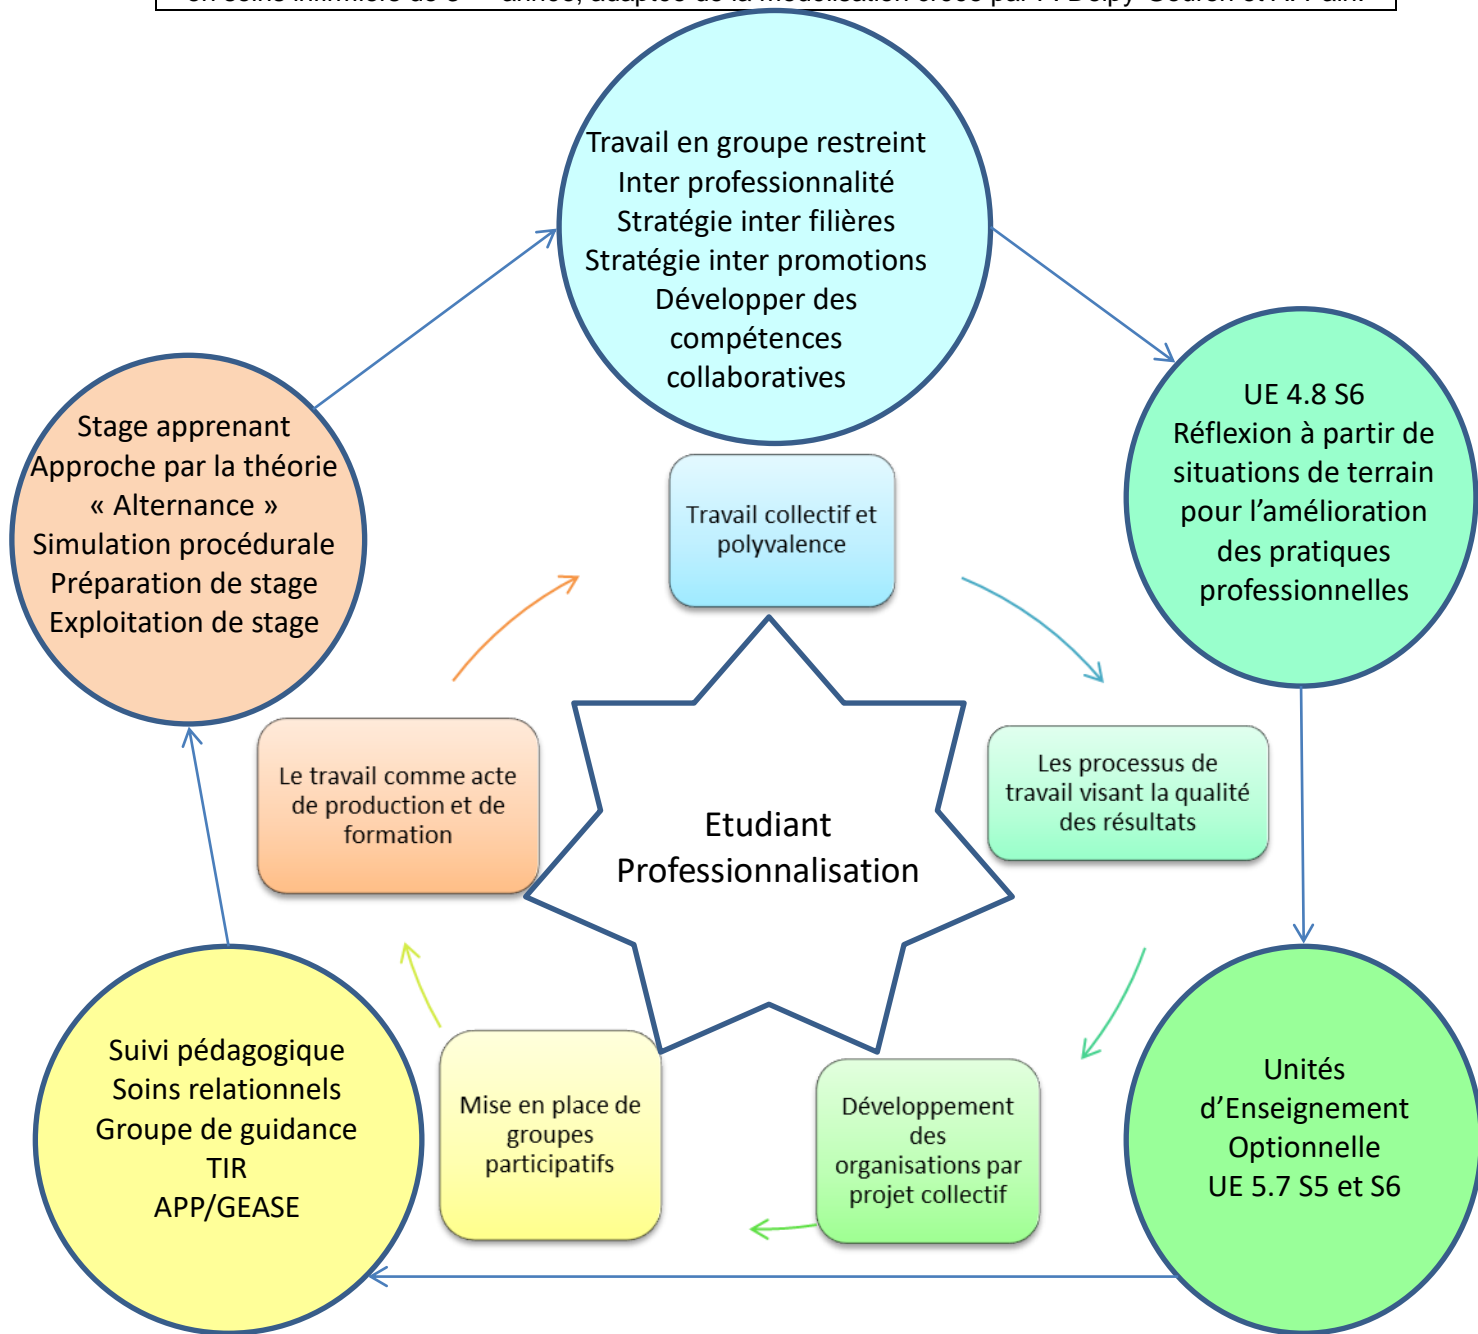 Travail en groupe restreint
Inter professionnalité
Stratégie inter filières
Stratégie inter promotions
Développer des
compétences
collaboratives
Stage apprenant
Approche par la théorie
« Alternance »
Simulation procédurale
Préparation de stage
Exploitation de stage
UE 4.8 S6
Réflexion à partir de
situations de terrain
pour l’amélioration
des pratiques
professionnelles
Travail collectif et
polyvalence
Le travail comme acte
de production et de
formation
Les processus de
travail visant la qualité
des résultats
Etudiant
Professionnalisation
Suivi pédagogique
Soins relationnels
Groupe de guidance
TIR
APP/GEASE
Mise en place de
groupes
participatifs
Développement
des
organisations par
projet collectif
Unités
d’Enseignement
Optionnelle
UE 5.7 S5 et S6